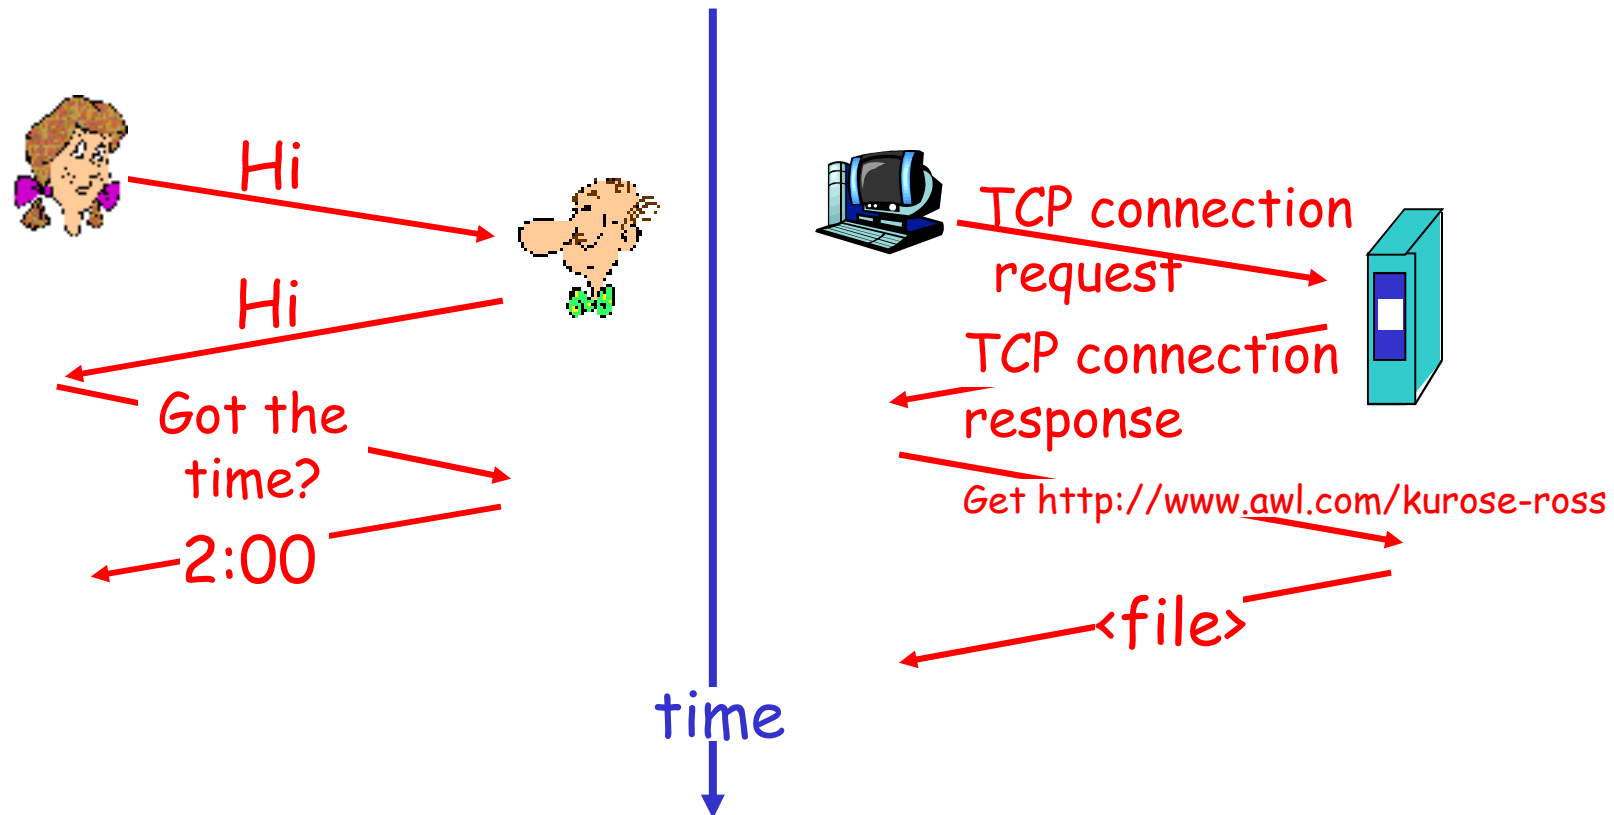 Hi
Hi
Got the
time?
2:00
TCP connection
request
TCP connection
response
Get http://www.awl.com/kurose-ross
<file>
time